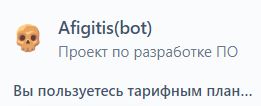 Afigitis(bot)
Проект по разработке ПО
Вы пользуетесь тарифным план...